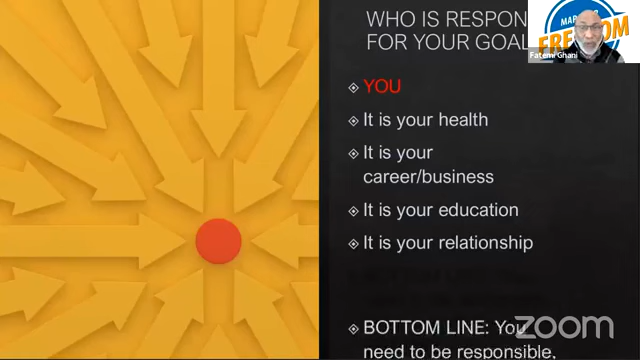 WHO IS RESPON
FOR YOUR GOAL
FREEDOM
Fatemi Ghani
YOU
It is your health
It is your
career/business
It is your education
It is your relationship
BOTTOM LINE: You
need to be responsible,
zoom